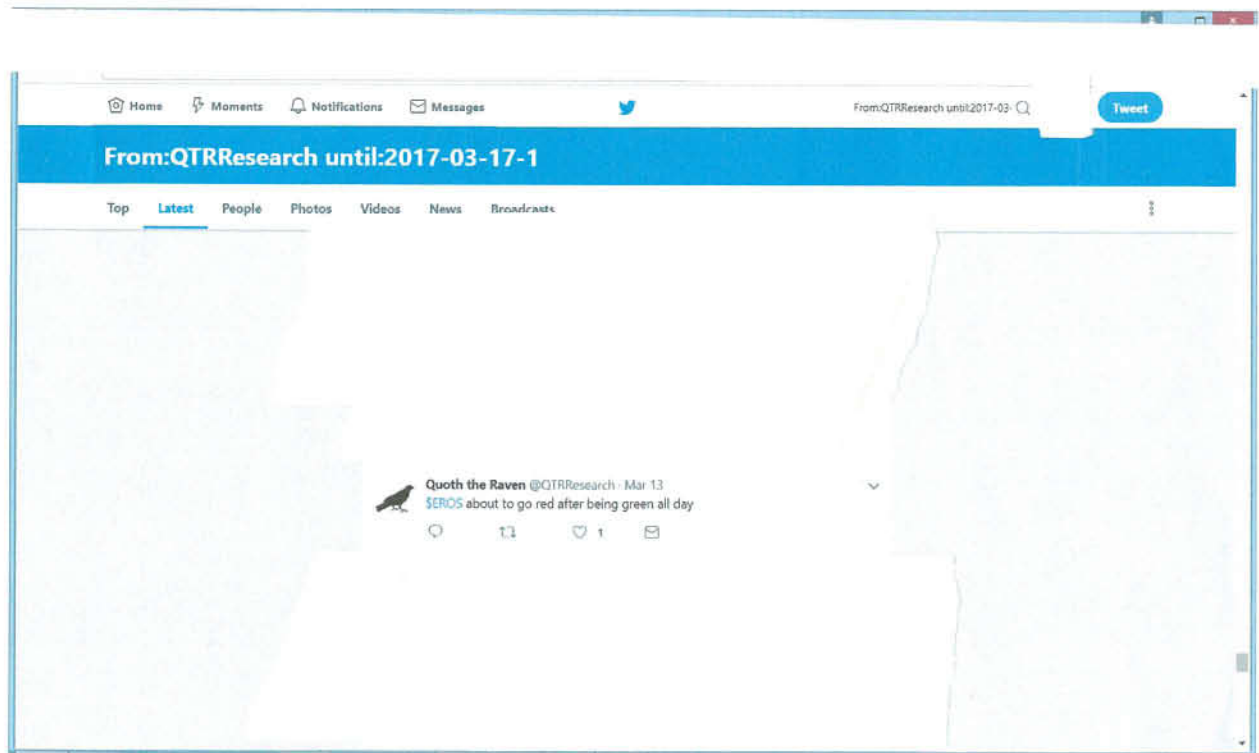 Home Moments Notifications Messages From:QTRResearch until:2017-03- Tweet
From:QTRResearch until:2017-03-17-1
Top Latest People Photos Videos News Broadcasts
Quoth the Raven @QTRResearch · Mar 13
$EROS about to go red after being green all day
1